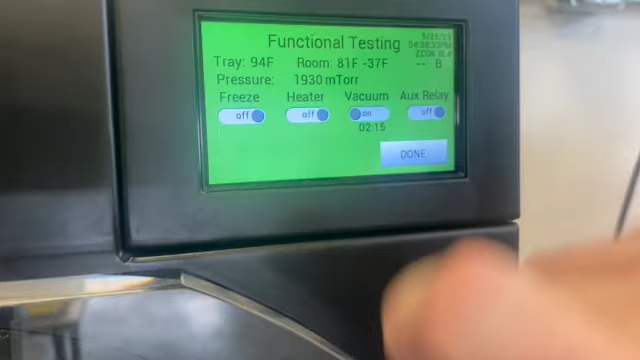 Functional Testing
Tray: 94F Room: 81F -37F -- B
Pressure: 1930 mTorr
Freeze Heater Vacuum Aux Relay
off off on off
02:15
DONE